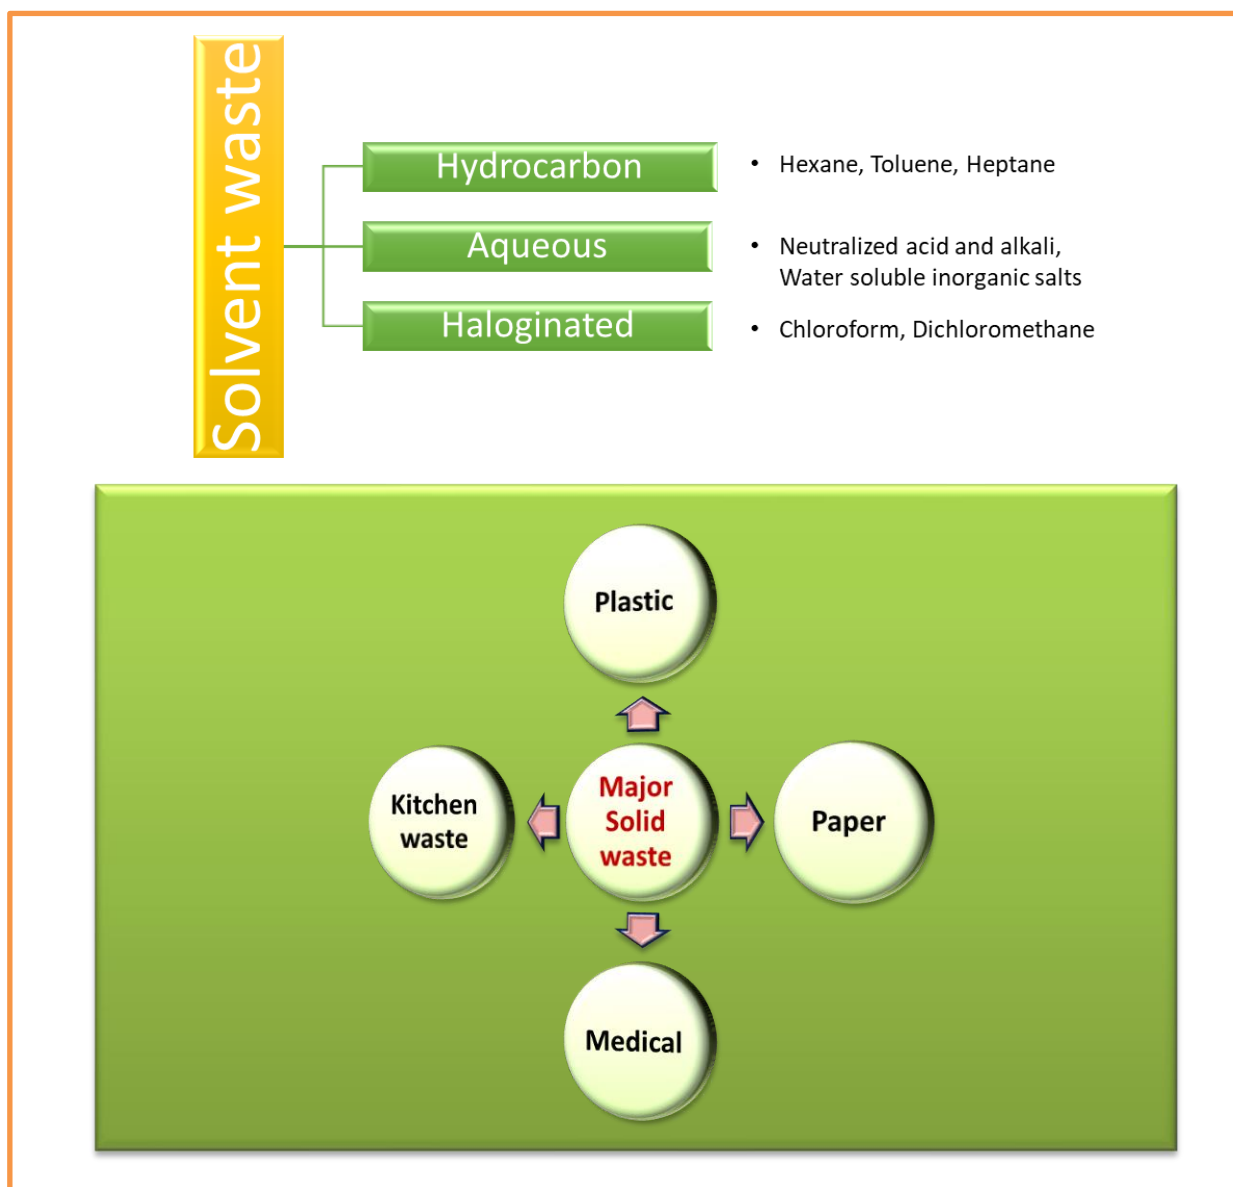 Solvent waste
Hydrocarbon
• Hexane, Toluene, Heptane
Aqueous
• Neutralized acid and alkali,
Water soluble inorganic salts
Haloginated
• Chloroform, Dichloromethane
Plastic
Kitchen
waste
Major
Solid
waste
Paper
Medical